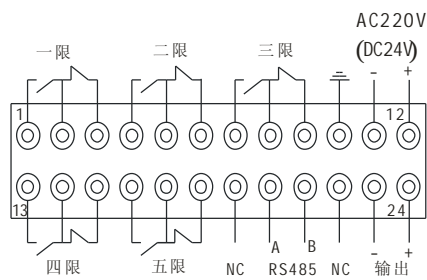 AC220V
(DC24V)
一限 二限 三限
- +
1 12
13 24
A B - +
四限 五限 NC RS485 NC 输出